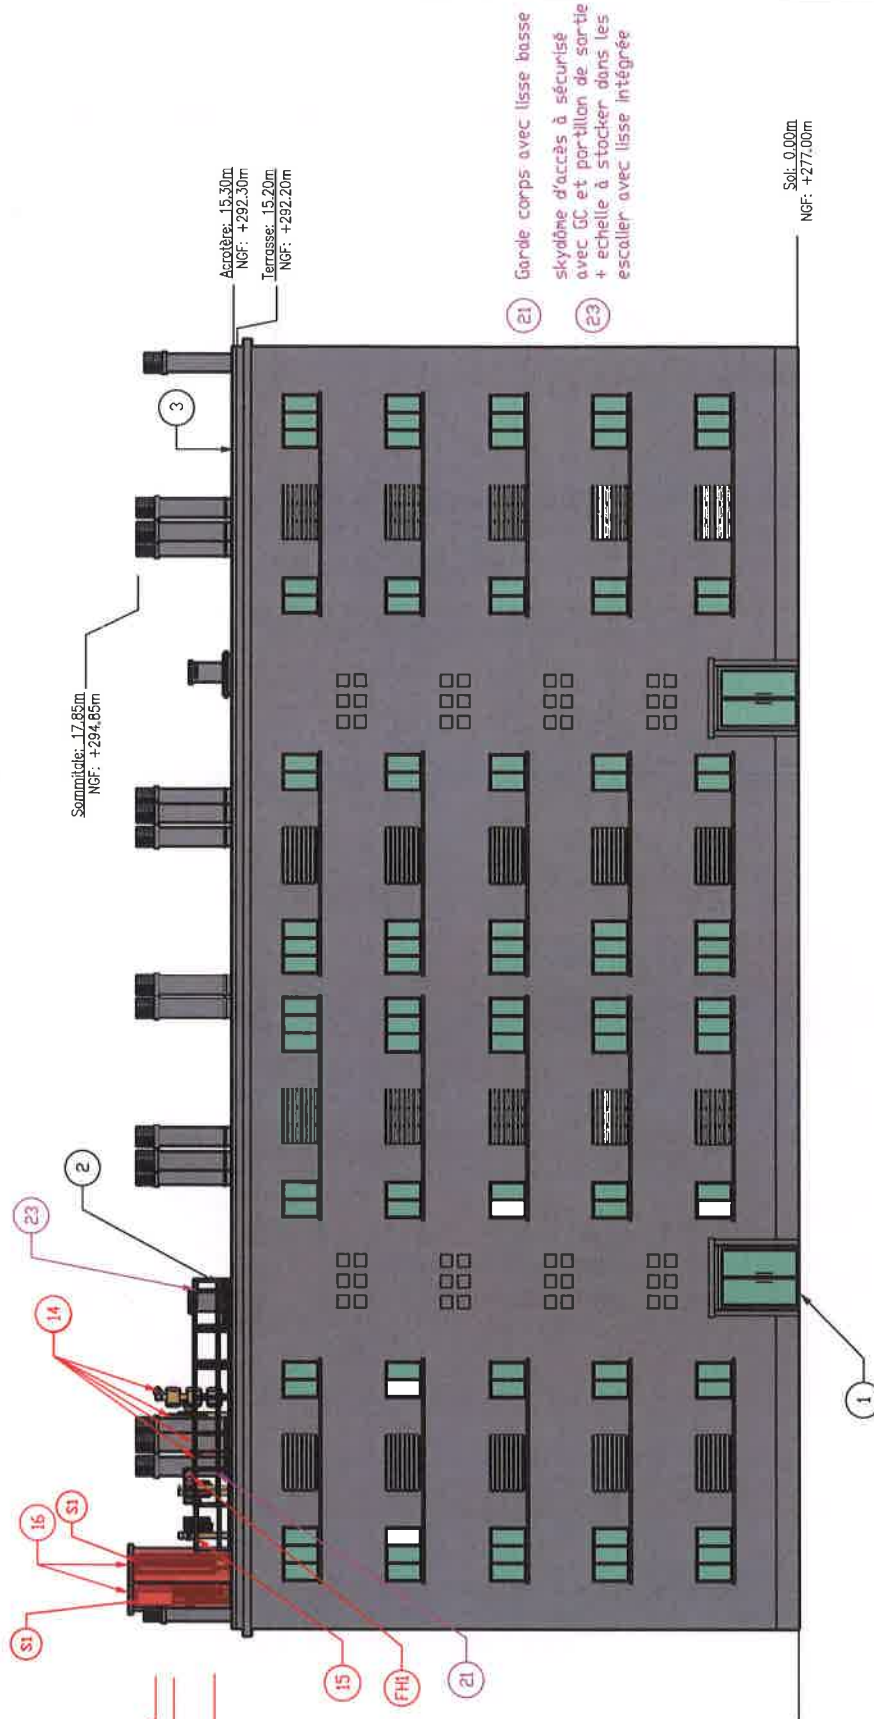 Sommitale: 17.85m
NGF: +294.85m
Acrotère: 15.30m
NGF: +292.30m
Terrasse: 15.20m
NGF: +292.20m
3
2
23
14
16
S1
S1
15
FH1
21
1
21 Garde corps avec lisse basse
23
skydôme d'accès à sécurisé
avec GC et portillon de sortie
+ echelle à stocker dans les
escalier avec lisse intégrée
Sol: 0.00m
NGF: +277.00m